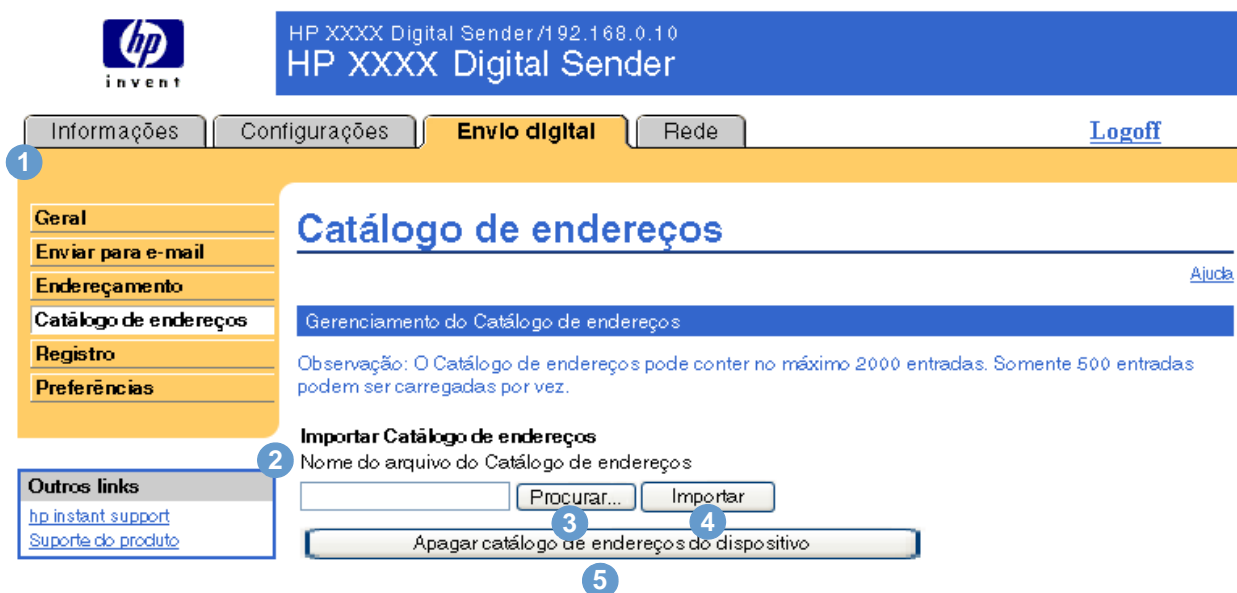 hp
invent
HP XXXX Digital Sender/192.168.0.10
HP XXXX Digital Sender
Informações
Configurações
Envio digital
Rede
Logoff
1
Geral
Enviar para e-mail
Endereçamento
Catálogo de endereços
Registro
Preferências
Outros links
hp instant support
Suporte do produto
Catálogo de endereços
Ajuda
Gerenciamento do Catálogo de endereços
Observação: O Catálogo de endereços pode conter no máximo 2000 entradas. Somente 500 entradas
podem ser carregadas por vez.
Importar Catálogo de endereços
2
Nome do arquivo do Catálogo de endereços
Procurar...
Importar
3
4
Apagar catálogo de endereços do dispositivo
5